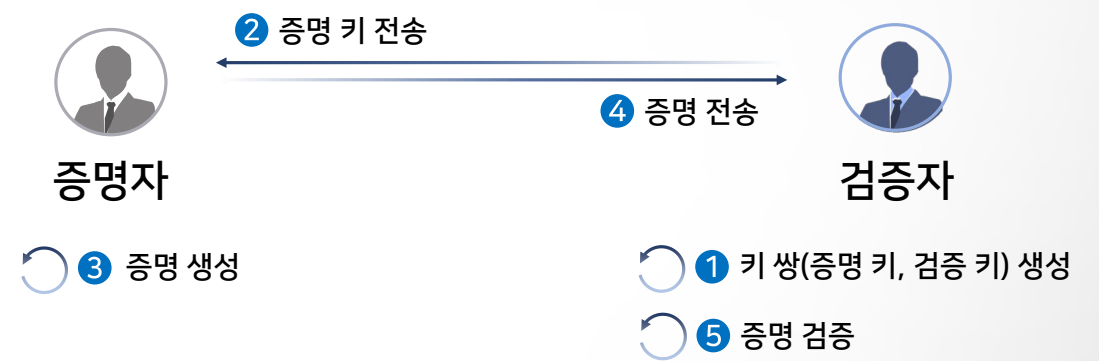 2 증명 키 전송
4 증명 전송
증명자
검증자
3 증명 생성
1 키 쌍(증명 키, 검증 키) 생성
5 증명 검증